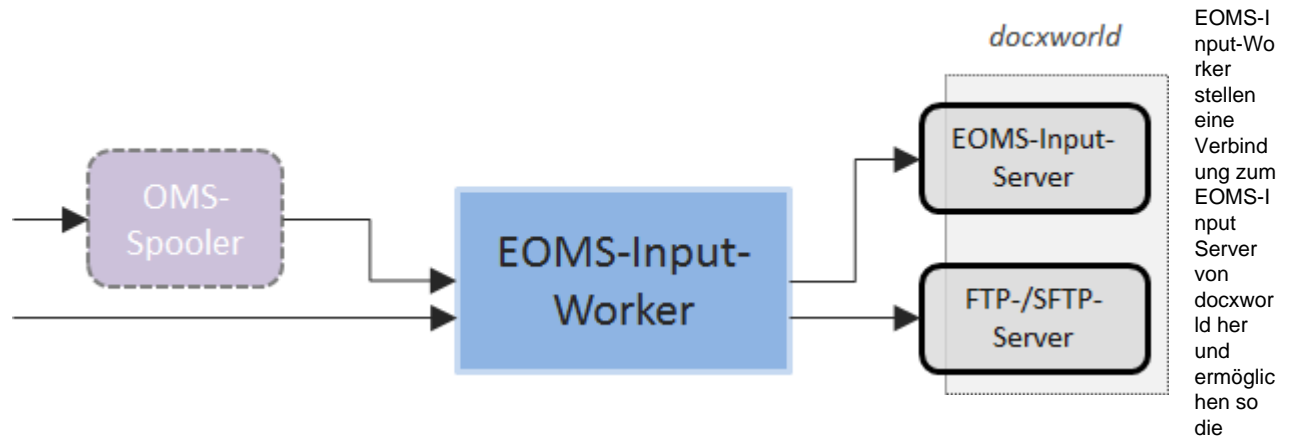 docxworld
OMS-
Spooler
EOMS-Input-
Worker
EOMS-Input-
Server
FTP-/SFTP-
Server
EOMS-I
nput-Wo
rker
stellen
eine
Verbind
ung zum
EOMS-I
nput
Server
von
docxwor
ld her
und
ermöglic
hen so
die